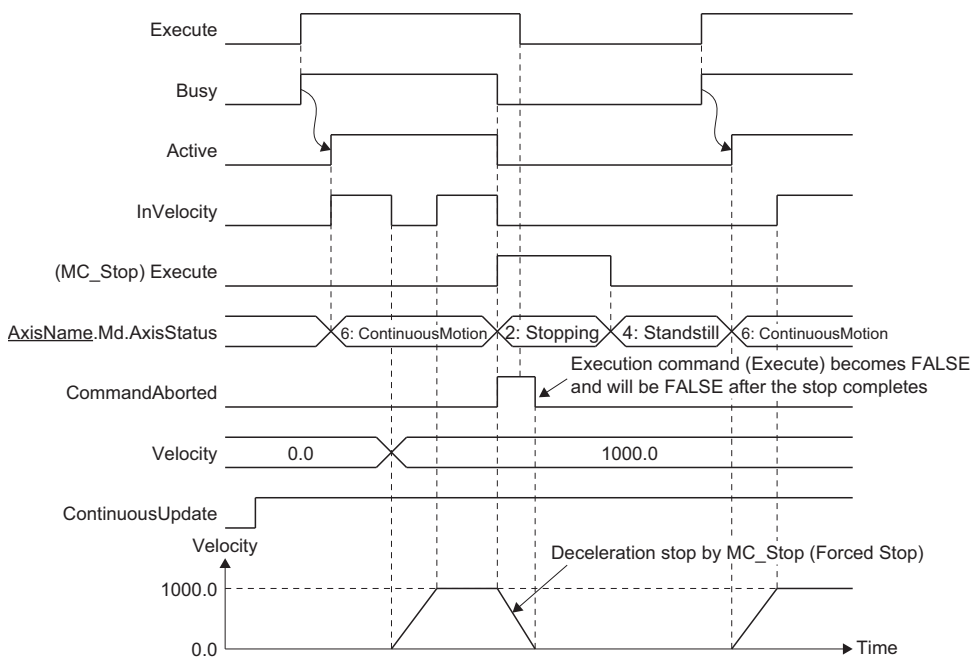 Execute
Busy
Active
InVelocity
(MC_Stop) Execute
AxisName.Md.AxisStatus
6: ContinuousMotion
2: Stopping
4: Standstill
6: ContinuousMotion
Execution command (Execute) becomes FALSE
and will be FALSE after the stop completes
CommandAborted
Velocity
0.0
1000.0
ContinuousUpdate
Velocity
Deceleration stop by MC_Stop (Forced Stop)
1000.0
0.0
Time